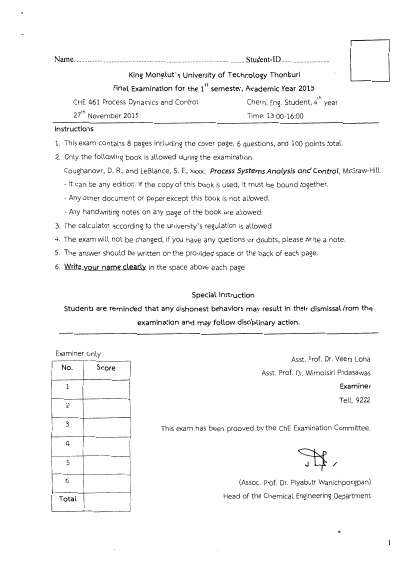 Name Student-ID
King Mongkut's University of Technology Thonburi
Final Examination for the 1st semester, Academic Year 2013
CHE 461 Process Dynamics and Control Chem. Eng. Student, 4th year
27th November 2013 Time: 13:00-16:00
Instructions
1. This exam contains 8 pages including the cover page, 6 questions, and 100 points total.
2. Only the following book is allowed during the examination
Coughanowr, D. R., and LeBlance, S. E., xxxx. Process Systems Analysis and Control, McGraw-Hill.
- It can be any edition. If the copy of this book is used, it must be bound together.
- Any other document or paper except this book is not allowed.
- Any handwriting notes on any page of the book are allowed.
3. The calculator according to the university's regulation is allowed
4. The exam will not be changed, if you have any questions or doubts, please write a note.
5. The answer should be written on the provided space or the back of each page.
6. Write your name clearly in the space above each page
Special Instruction
Students are reminded that any dishonest behaviors may result in their dismissal from the
examination and may follow disciplinary action.
Examiner only
No. Score
1
2
3
4
5
6
Total
Asst. Prof. Dr. Veera Loha
Asst. Prof. Dr. Wimolsiri Pridasawas
Examiner
Tell. 9222
This exam has been prooved by the ChE Examination Committee.
(Assoc. Prof. Dr. Piyabutr Wanichpongpan)
Head of the Chemical Engineering Department
1